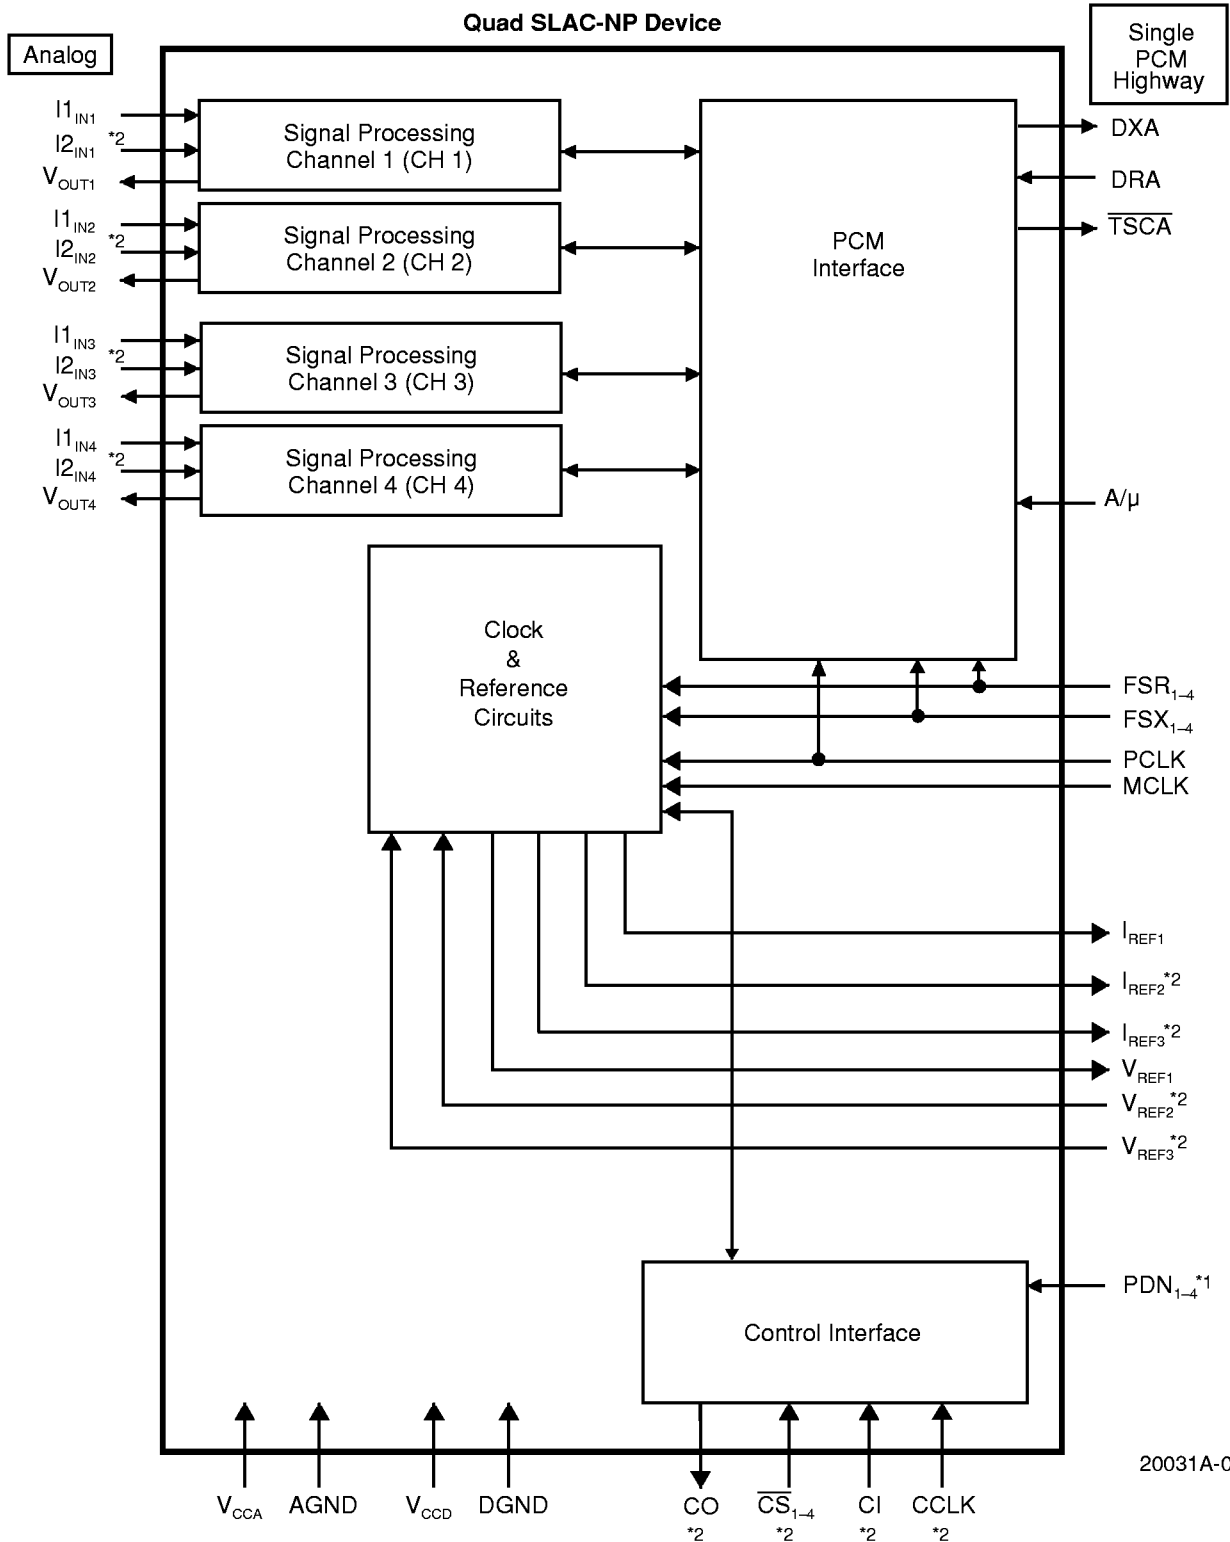 Quad SLAC-NP Device
Analog
Single
PCM
Highway
I1IN1
I2IN1 *2
VOUT1
Signal Processing
Channel 1 (CH 1)
I1IN2
I2IN2 *2
VOUT2
Signal Processing
Channel 2 (CH 2)
I1IN3
I2IN3 *2
VOUT3
Signal Processing
Channel 3 (CH 3)
I1IN4
I2IN4 *2
VOUT4
Signal Processing
Channel 4 (CH 4)
PCM
Interface
DXA
DRA
T̅S̅C̅A̅
A/μ
Clock
&
Reference
Circuits
FSR1–4
FSX1–4
PCLK
MCLK
IREF1
IREF2*2
IREF3*2
VREF1
VREF2*2
VREF3*2
Control Interface
PDN1–4*1
VCCA
AGND
VCCD
DGND
CO
*2
C̅S̅1–4
*2
CI
*2
CCLK
*2
20031A-0